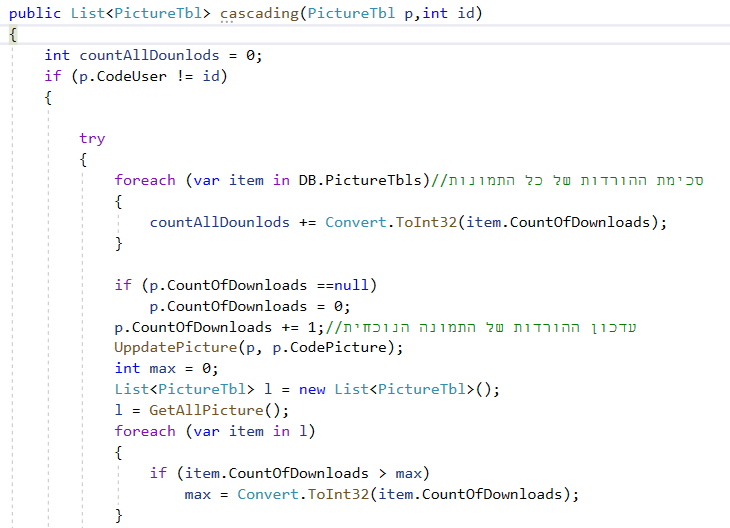 public List<PictureTbl> cascading(PictureTbl p,int id)
{
int countAllDounlods = 0;
if (p.CodeUser != id)
{
try
{
foreach (var item in DB.PictureTbls)//סכימת ההורדות של כל התמונות
{
countAllDounlods += Convert.ToInt32(item.CountOfDownloads);
}
if (p.CountOfDownloads ==null)
p.CountOfDownloads = 0;
p.CountOfDownloads += 1;//עדכון ההורדות של התמונה הנוכחית
UppdatePicture(p, p.CodePicture);
int max = 0;
List<PictureTbl> l = new List<PictureTbl>();
l = GetAllPicture();
foreach (var item in l)
{
if (item.CountOfDownloads > max)
max = Convert.ToInt32(item.CountOfDownloads);
}